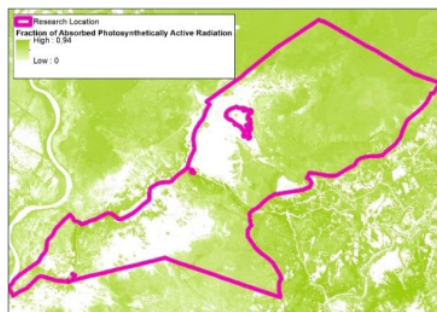 Research Location
Fraction of Absorbed Photosynthetically Active Radiation
High : 0,94
Low : 0